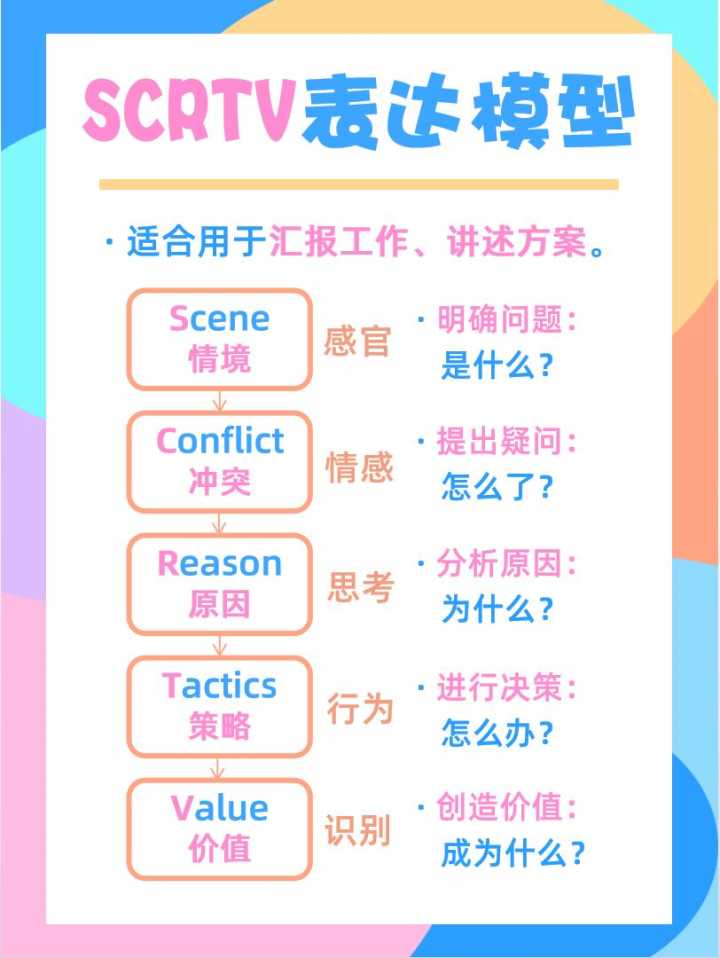 SCRTV表达模型
· 适合用于汇报工作、讲述方案。
Scene
情境
感官
· 明确问题：
是什么？
Conflict
冲突
情感
· 提出疑问：
怎么了？
Reason
原因
思考
· 分析原因：
为什么？
Tactics
策略
行为
· 进行决策：
怎么办？
Value
价值
识别
· 创造价值：
成为什么？